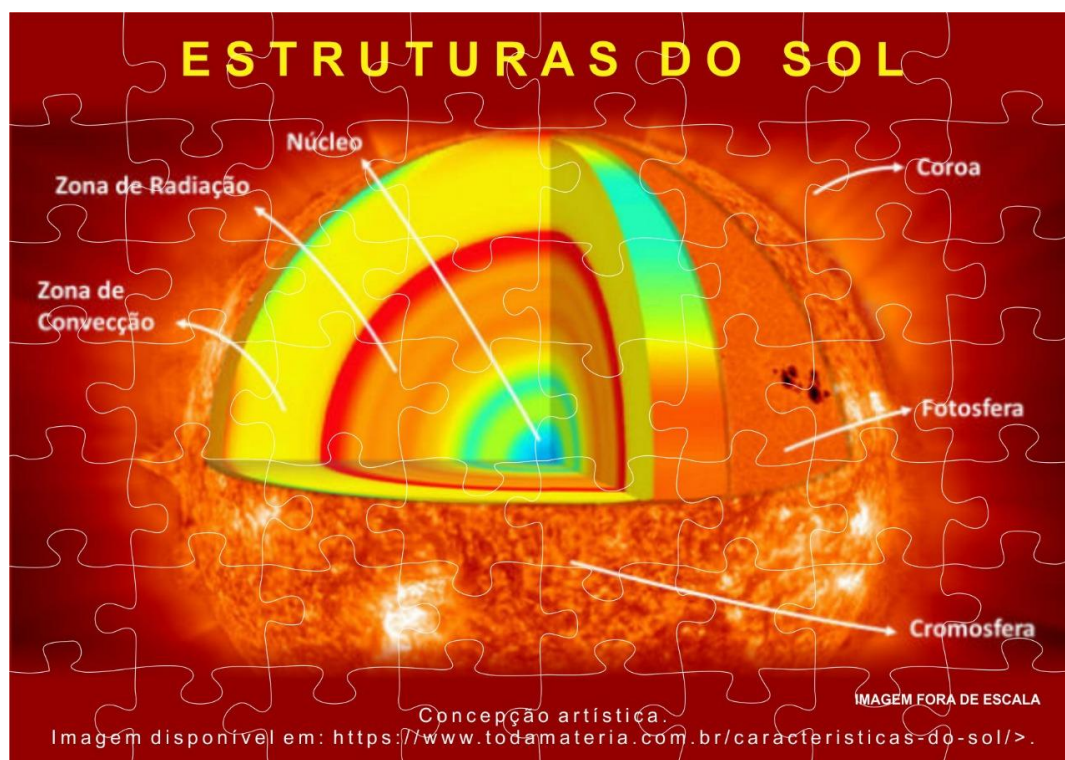 ESTRUTURAS DO SOL
Núcleo
Zona de Radiação
Zona de
Convecção
Coroa
Fotosfera
Cromosfera
IMAGEM FORA DE ESCALA
Concepção artística.
Imagem disponível em: https://www.todamateria.com.br/caracteristicas-do-sol/>.